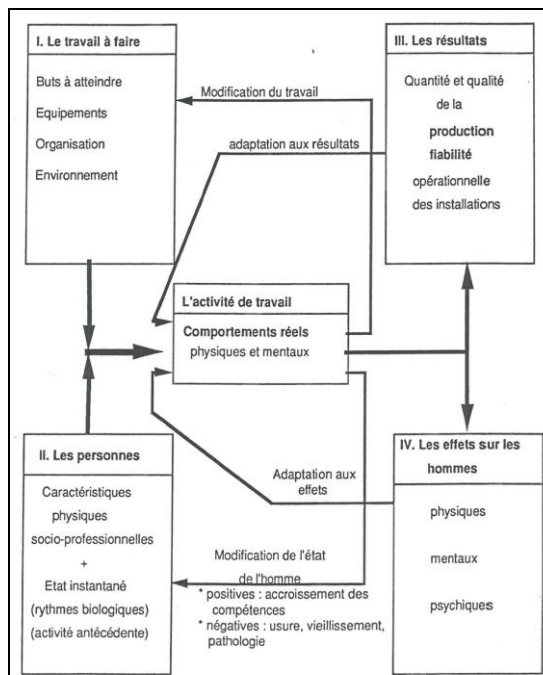 I. Le travail à faire
Buts à atteindre
Equipements
Organisation
Environnement
Modification du travail
adaptation aux résultats
III. Les résultats
Quantité et qualité
de la
production
fiabilité
opérationnelle
des installations
L'activité de travail
Comportements réels
physiques et mentaux
II. Les personnes
Caractéristiques
physiques
socio-professionnelles
+
Etat instantané
(rythmes biologiques)
(activité antécédente)
Adaptation aux
effets
Modification de l'état
de l'homme
* positives : accroissement des
compétences
* négatives : usure, vieillissement,
pathologie
IV. Les effets sur les
hommes
physiques
mentaux
psychiques